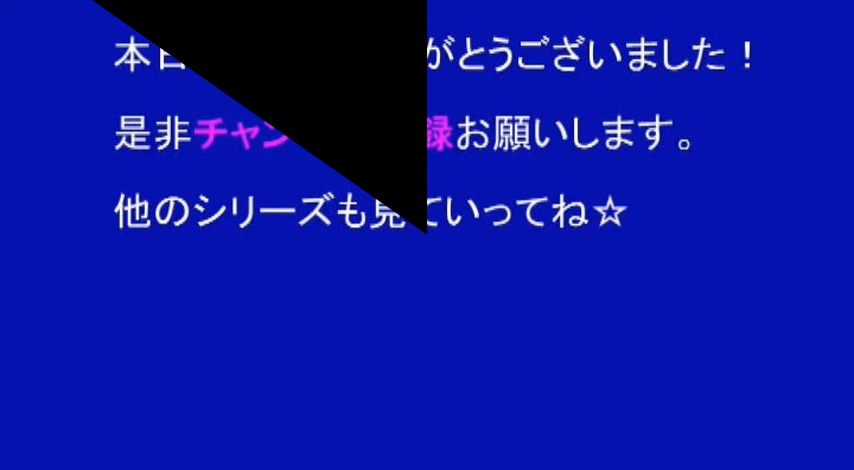 本日がとうございました！
是非チャン録お願いします。
他のシリーズも見ていってね☆